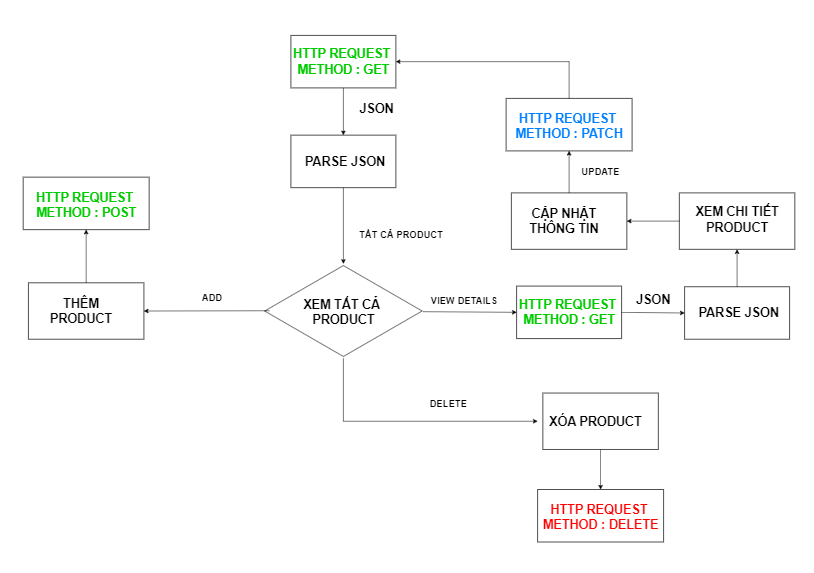 HTTP REQUEST
METHOD : GET
JSON
PARSE JSON
TẤT CẢ PRODUCT
HTTP REQUEST
METHOD : PATCH
UPDATE
CẬP NHẬT
THÔNG TIN
XEM CHI TIẾT
PRODUCT
HTTP REQUEST
METHOD : POST
THÊM
PRODUCT
ADD
XEM TẤT CẢ
PRODUCT
VIEW DETAILS
HTTP REQUEST
METHOD : GET
JSON
PARSE JSON
DELETE
XÓA PRODUCT
HTTP REQUEST
METHOD : DELETE